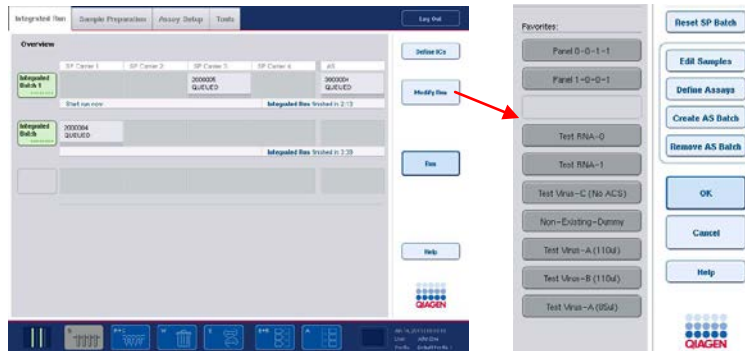 Integrated Run Sample Preparation Assay Setup Tools Log Out
Overview
Define ICs
SP Carrier 1 SP Carrier 2 SP Carrier 3 SP Carrier 4 AS
Integrated
Batch 1
2000005
QUEUED
QUEUED
Modify Run
Start run now Integrated Run finished in
Integrated
Batch
2000004
QUEUED
Integrated Run finished in 3:39
Run
Help
QIAGEN
User
Favorites:
Panel 0-0-1-1
Panel 1-0-0-1
Test RNA-0
Test RNA-1
Test Virus-C (No ACS)
Non-Existing-Dummy
Test Virus-A (110ul)
Test Virus-B (110ul)
Test Virus-A (85ul)
Reset SP Batch
Edit Samples
Define Assays
Create AS Batch
Remove AS Batch
OK
Cancel
Help
QIAGEN